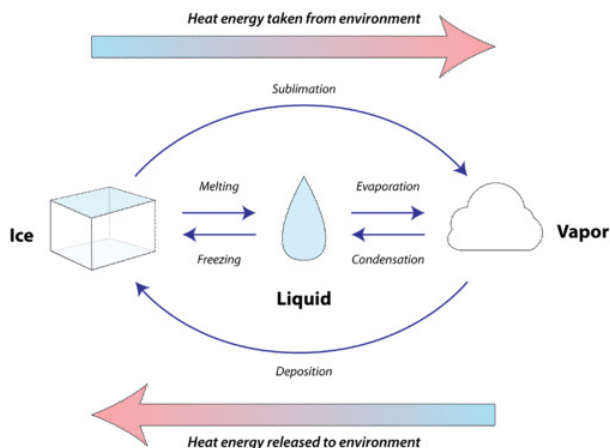 Heat energy taken from environment
Sublimation
Melting
Evaporation
Ice
Vapor
Freezing
Condensation
Liquid
Deposition
Heat energy released to environment